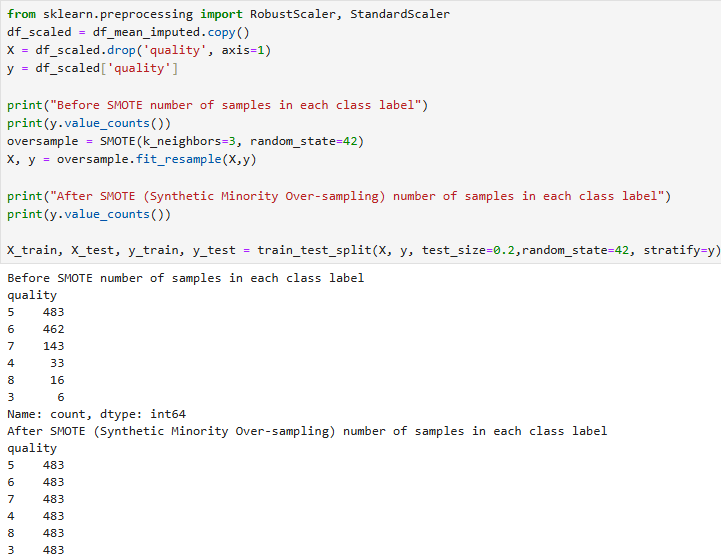 from sklearn.preprocessing import RobustScaler, StandardScaler
df_scaled = df_mean_imputed.copy()
X = df_scaled.drop('quality', axis=1)
y = df_scaled['quality']

print("Before SMOTE number of samples in each class label")
print(y.value_counts())
oversample = SMOTE(k_neighbors=3, random_state=42)
X, y = oversample.fit_resample(X,y)

print("After SMOTE (Synthetic Minority Over-sampling) number of samples in each class label")
print(y.value_counts())

X_train, X_test, y_train, y_test = train_test_split(X, y, test_size=0.2,random_state=42, stratify=y)
Before SMOTE number of samples in each class label
quality
5    483
6    462
7    143
4     33
8     16
3      6
Name: count, dtype: int64
After SMOTE (Synthetic Minority Over-sampling) number of samples in each class label
quality
5    483
6    483
7    483
4    483
8    483
3    483